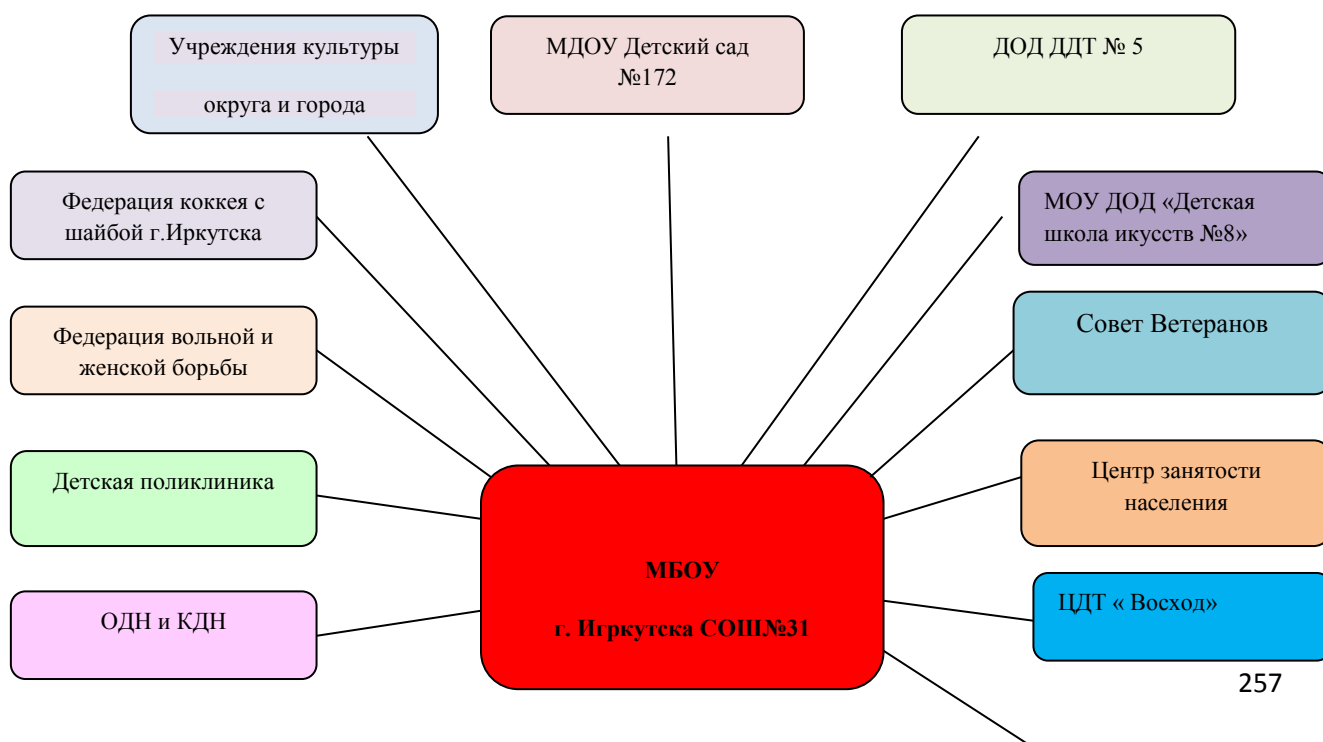 Учреждения культуры
округа и города
МДОУ Детский сад
№172
ДОД ДДТ № 5
Федерация коккея с
шайбой г.Иркутска
МОУ ДОД «Детская
школа икусств №8»
Федерация вольной и
женской борьбы
Совет Ветеранов
Детская поликлиника
Центр занятости
населения
МБОУ
г. Игркутска СОШ№31
ОДН и КДН
ЦДТ « Восход»
257